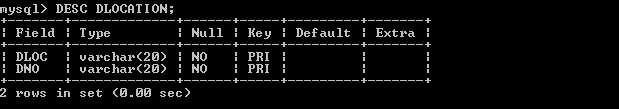 mysql> DESC DLOCATION;
+-------+-------------+------+-----+---------+-------+
| Field | Type        | Null | Key | Default | Extra |
+-------+-------------+------+-----+---------+-------+
| DLOC  | varchar(20) | NO   | PRI |         |       |
| DNO   | varchar(20) | NO   | PRI |         |       |
+-------+-------------+------+-----+---------+-------+
2 rows in set (0.00 sec)